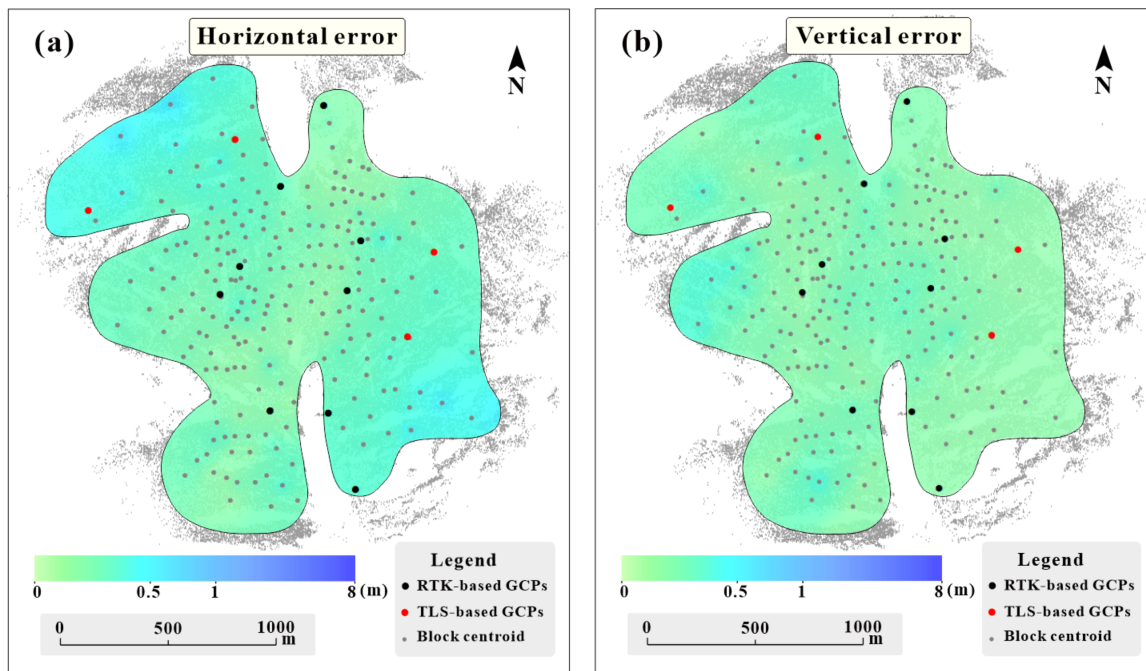 (a)
Horizontal error
N
0 0.5 1 8 (m)
0 500 1000
m
Legend
RTK-based GCPs
TLS-based GCPs
Block centroid
(b)
Vertical error
N
0 0.5 1 8 (m)
0 500 1000
m
Legend
RTK-based GCPs
TLS-based GCPs
Block centroid